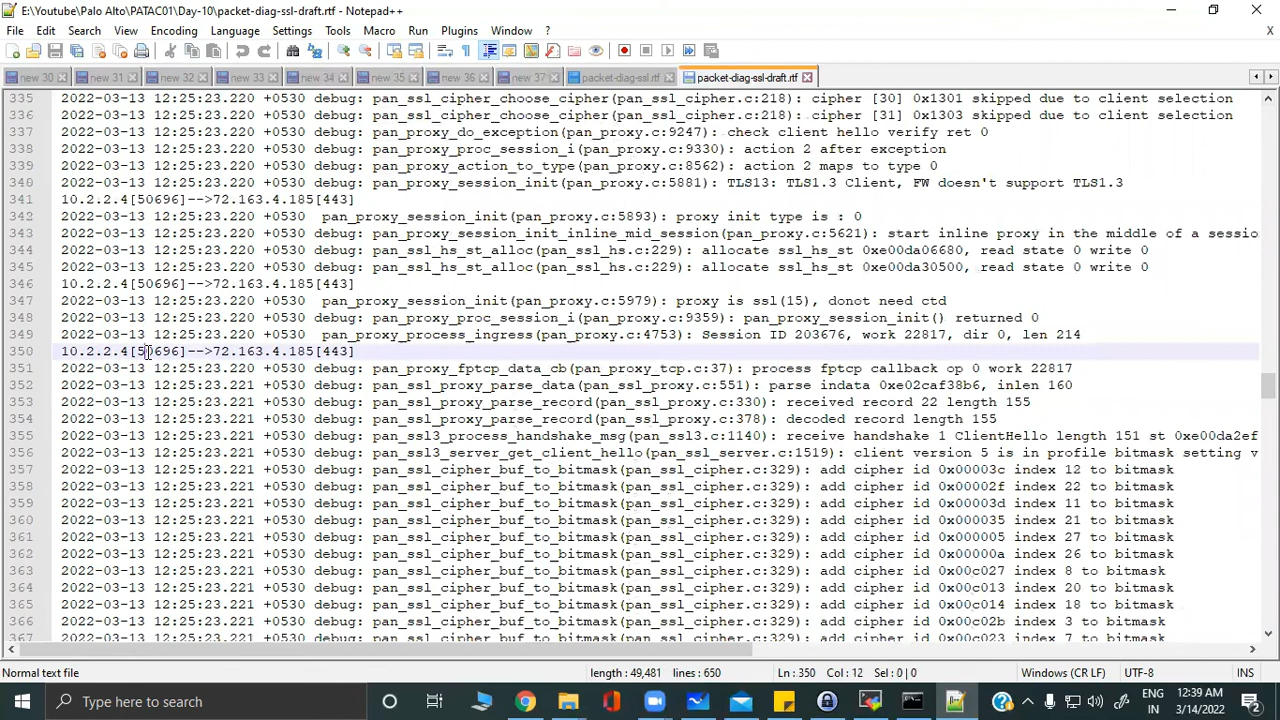 E:\Youtube\Palo Alto\PATAC01\Day-10\packet-diag-ssl-draft.rtf - Notepad++
File Edit Search View Encoding Language Settings Tools Macro Run Plugins Window ? X
new 30 new 31 new 32 new 33 new 34 new 35 new 36 new 37 packet-diag-ssl.rtf packet-diag-ssl-draft.rtf
335 2022-03-13 12:25:23.220 +0530 debug: pan_ssl_cipher_choose_cipher(pan_ssl_cipher.c:218): cipher [30] 0x1301 skipped due to client selection
336 2022-03-13 12:25:23.220 +0530 debug: pan_ssl_cipher_choose_cipher(pan_ssl_cipher.c:218): cipher [31] 0x1303 skipped due to client selection
337 2022-03-13 12:25:23.220 +0530 debug: pan_proxy_do_exception(pan_proxy.c:9247): check client hello verify ret 0
338 2022-03-13 12:25:23.220 +0530 debug: pan_proxy_proc_session_i(pan_proxy.c:9330): action 2 after exception
339 2022-03-13 12:25:23.220 +0530 debug: pan_proxy_action_to_type(pan_proxy.c:8562): action 2 maps to type 0
340 2022-03-13 12:25:23.220 +0530 debug: pan_proxy_session_init(pan_proxy.c:5881): TLS13: TLS1.3 Client, FW doesn't support TLS1.3
341 10.2.2.4[50696]-->72.163.4.185[443]
342 2022-03-13 12:25:23.220 +0530  pan_proxy_session_init(pan_proxy.c:5893): proxy init type is : 0
343 2022-03-13 12:25:23.220 +0530 debug: pan_proxy_session_init_inline_mid_session(pan_proxy.c:5621): start inline proxy in the middle of a sessio
344 2022-03-13 12:25:23.220 +0530 debug: pan_ssl_hs_st_alloc(pan_ssl_hs.c:229): allocate ssl_hs_st 0xe00da06680, read state 0 write 0
345 2022-03-13 12:25:23.220 +0530 debug: pan_ssl_hs_st_alloc(pan_ssl_hs.c:229): allocate ssl_hs_st 0xe00da30500, read state 0 write 0
346 10.2.2.4[50696]-->72.163.4.185[443]
347 2022-03-13 12:25:23.220 +0530  pan_proxy_session_init(pan_proxy.c:5979): proxy is ssl(15), donot need ctd
348 2022-03-13 12:25:23.220 +0530 debug: pan_proxy_proc_session_i(pan_proxy.c:9359): pan_proxy_session_init() returned 0
349 2022-03-13 12:25:23.220 +0530  pan_proxy_process_ingress(pan_proxy.c:4753): Session ID 203676, work 22817, dir 0, len 214
350 10.2.2.4[50696]-->72.163.4.185[443]
351 2022-03-13 12:25:23.220 +0530 debug: pan_proxy_fptcp_data_cb(pan_proxy_tcp.c:37): process fptcp callback op 0 work 22817
352 2022-03-13 12:25:23.221 +0530 debug: pan_ssl_proxy_parse_data(pan_ssl_proxy.c:551): parse indata 0xe02caf38b6, inlen 160
353 2022-03-13 12:25:23.221 +0530 debug: pan_ssl_proxy_parse_record(pan_ssl_proxy.c:330): received record 22 length 155
354 2022-03-13 12:25:23.221 +0530 debug: pan_ssl_proxy_parse_record(pan_ssl_proxy.c:378): decoded record length 155
355 2022-03-13 12:25:23.221 +0530 debug: pan_ssl3_process_handshake_msg(pan_ssl3.c:1140): receive handshake 1 ClientHello length 151 st 0xe00da2ef
356 2022-03-13 12:25:23.221 +0530 debug: pan_ssl3_server_get_client_hello(pan_ssl_server.c:1519): client version 5 is in profile bitmask setting v
357 2022-03-13 12:25:23.221 +0530 debug: pan_ssl_cipher_buf_to_bitmask(pan_ssl_cipher.c:329): add cipher id 0x00003c index 12 to bitmask
358 2022-03-13 12:25:23.221 +0530 debug: pan_ssl_cipher_buf_to_bitmask(pan_ssl_cipher.c:329): add cipher id 0x00002f index 22 to bitmask
359 2022-03-13 12:25:23.221 +0530 debug: pan_ssl_cipher_buf_to_bitmask(pan_ssl_cipher.c:329): add cipher id 0x00003d index 11 to bitmask
360 2022-03-13 12:25:23.221 +0530 debug: pan_ssl_cipher_buf_to_bitmask(pan_ssl_cipher.c:329): add cipher id 0x000035 index 21 to bitmask
361 2022-03-13 12:25:23.221 +0530 debug: pan_ssl_cipher_buf_to_bitmask(pan_ssl_cipher.c:329): add cipher id 0x000005 index 27 to bitmask
362 2022-03-13 12:25:23.221 +0530 debug: pan_ssl_cipher_buf_to_bitmask(pan_ssl_cipher.c:329): add cipher id 0x00000a index 26 to bitmask
363 2022-03-13 12:25:23.221 +0530 debug: pan_ssl_cipher_buf_to_bitmask(pan_ssl_cipher.c:329): add cipher id 0x00c027 index 8 to bitmask
364 2022-03-13 12:25:23.221 +0530 debug: pan_ssl_cipher_buf_to_bitmask(pan_ssl_cipher.c:329): add cipher id 0x00c013 index 20 to bitmask
365 2022-03-13 12:25:23.221 +0530 debug: pan_ssl_cipher_buf_to_bitmask(pan_ssl_cipher.c:329): add cipher id 0x00c014 index 18 to bitmask
366 2022-03-13 12:25:23.221 +0530 debug: pan_ssl_cipher_buf_to_bitmask(pan_ssl_cipher.c:329): add cipher id 0x00c02b index 3 to bitmask
367 2022-03-13 12:25:23.221 +0530 debug: pan_ssl_cipher_buf_to_bitmask(pan_ssl_cipher.c:329): add cipher id 0x00c023 index 7 to bitmask
Normal text file length : 49,481 lines : 650 Ln : 350 Col : 12 Sel : 0 | 0 Windows (CR LF) UTF-8 INS
Type here to search ENG IN 12:39 AM 3/14/2022 2